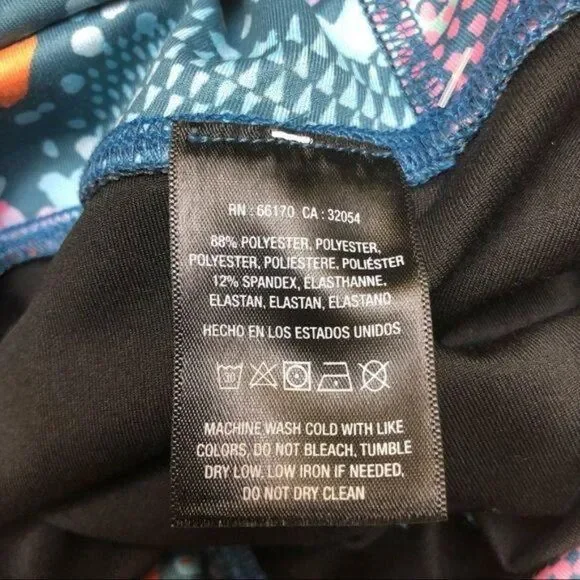 RN : 66170 CA : 32054
88% POLYESTER, POLYESTER,
POLYESTER, POLIESTERE, POLIÉSTER
12% SPANDEX, ÉLASTHANNE,
ELASTAN, ELASTAN, ELASTANO
HECHO EN LOS ESTADOS UNIDOS
30
MACHINE WASH COLD WITH LIKE
COLORS, DO NOT BLEACH, TUMBLE
DRY LOW, LOW IRON IF NEEDED,
DO NOT DRY CLEAN